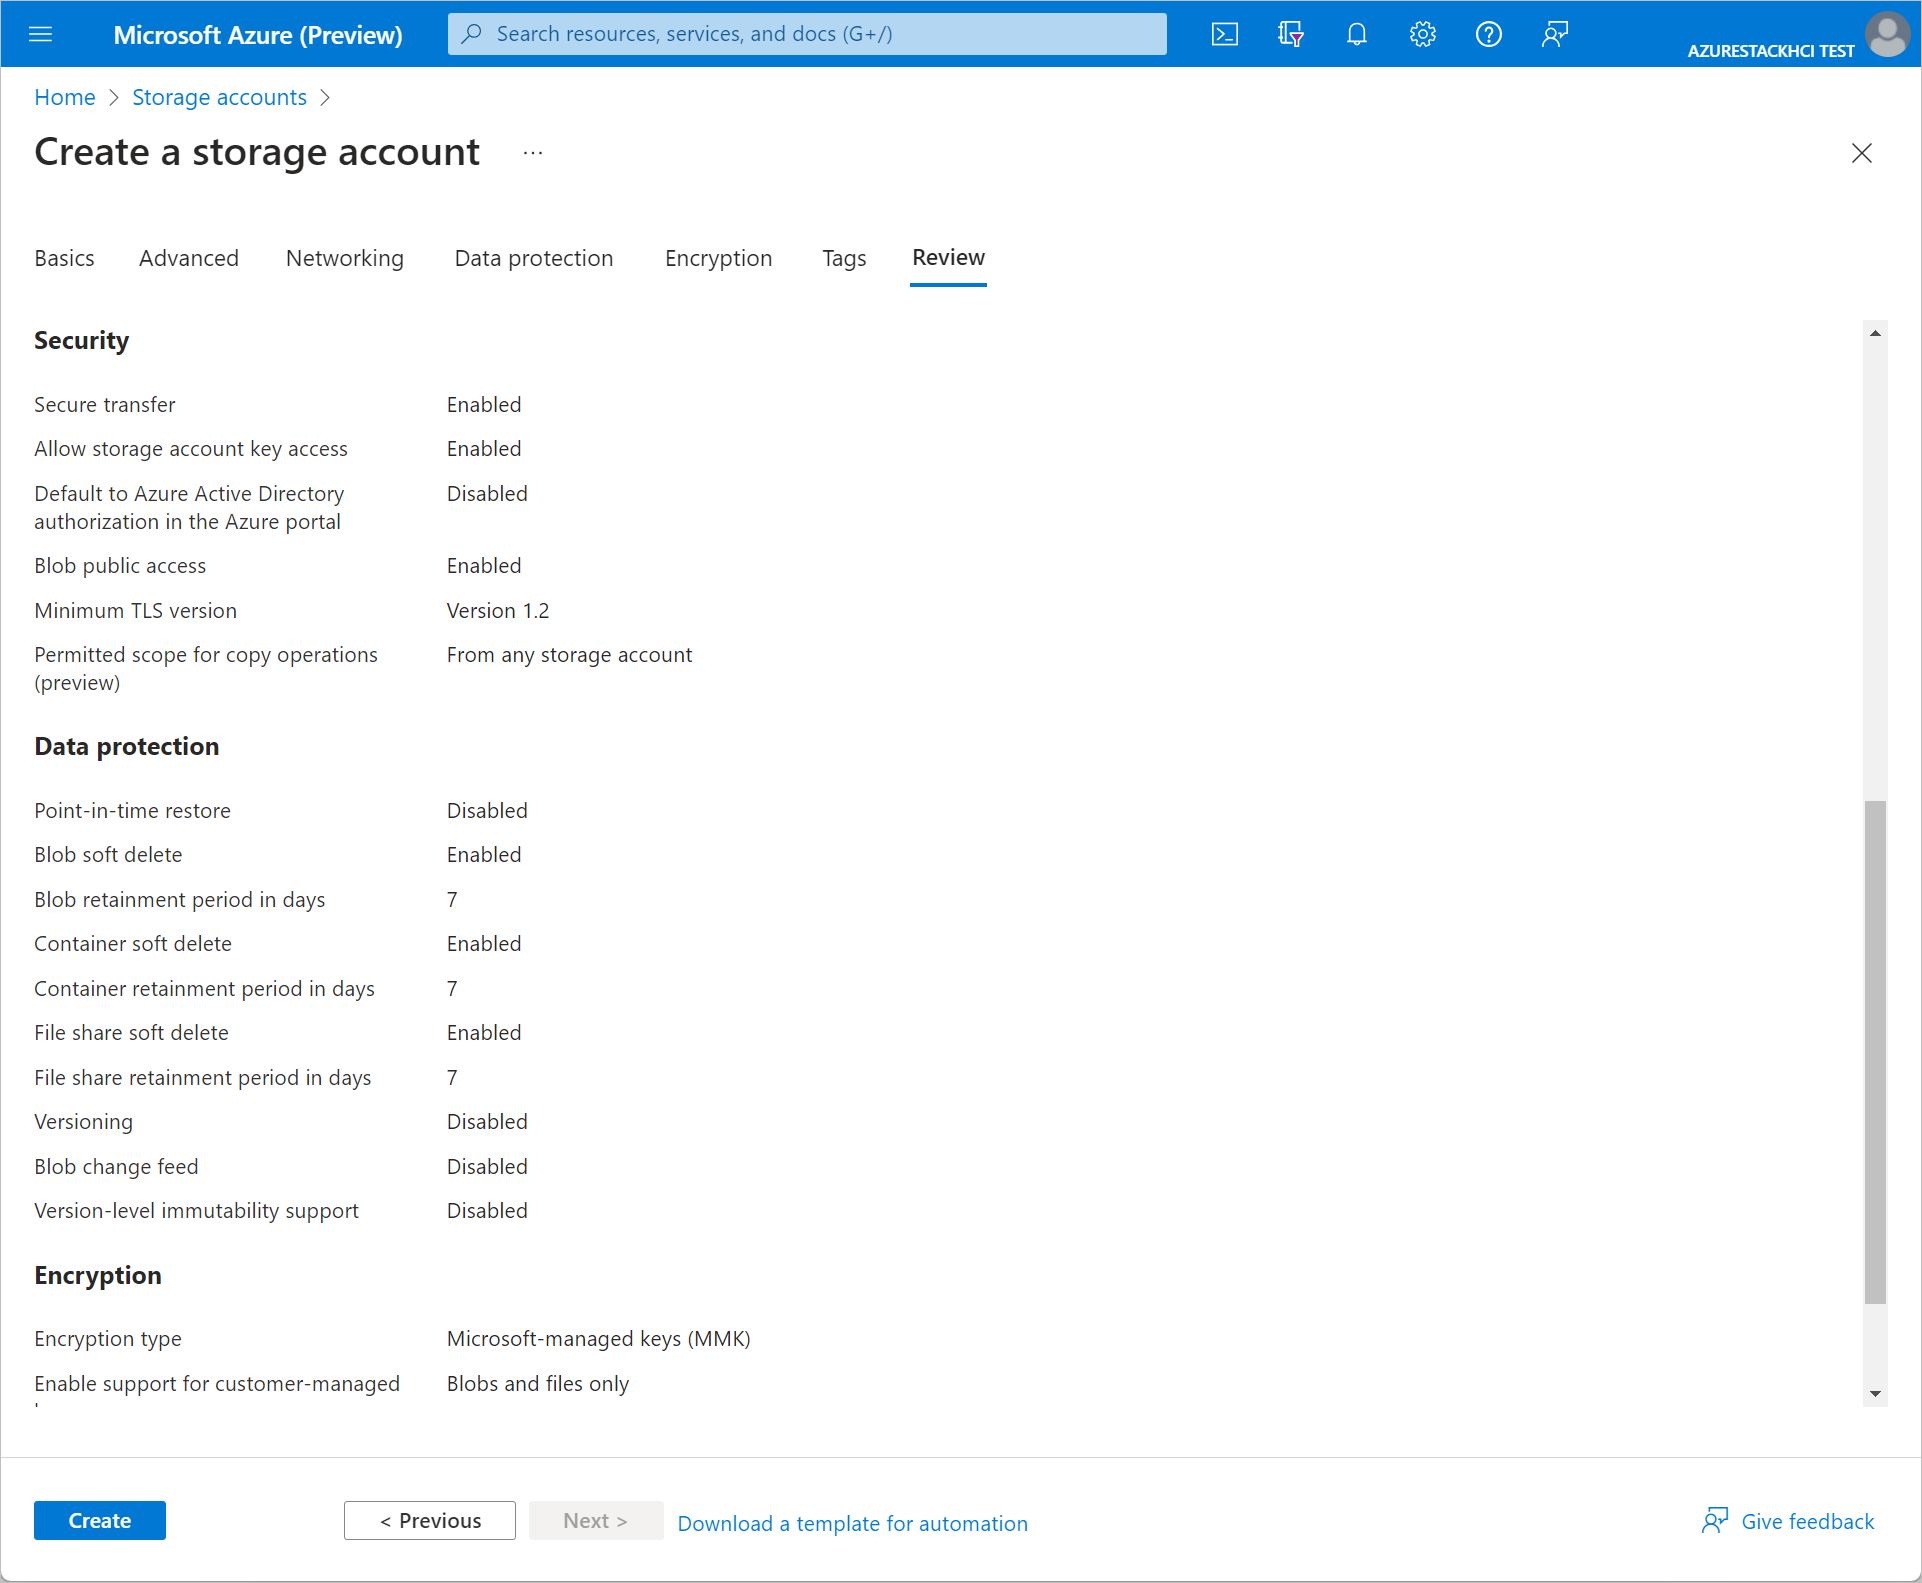 Microsoft Azure (Preview)
Search resources, services, and docs (G+/)
AZURESTACKHCI TEST
Home > Storage accounts >
Create a storage account ...
Basics Advanced Networking Data protection Encryption Tags Review
Security
Secure transfer Enabled
Allow storage account key access Enabled
Default to Azure Active Directory Disabled
authorization in the Azure portal
Blob public access Enabled
Minimum TLS version Version 1.2
Permitted scope for copy operations From any storage account
(preview)
Data protection
Point-in-time restore Disabled
Blob soft delete Enabled
Blob retainment period in days 7
Container soft delete Enabled
Container retainment period in days 7
File share soft delete Enabled
File share retainment period in days 7
Versioning Disabled
Blob change feed Disabled
Version-level immutability support Disabled
Encryption
Encryption type Microsoft-managed keys (MMK)
Enable support for customer-managed Blobs and files only
Create < Previous Next > Download a template for automation Give feedback